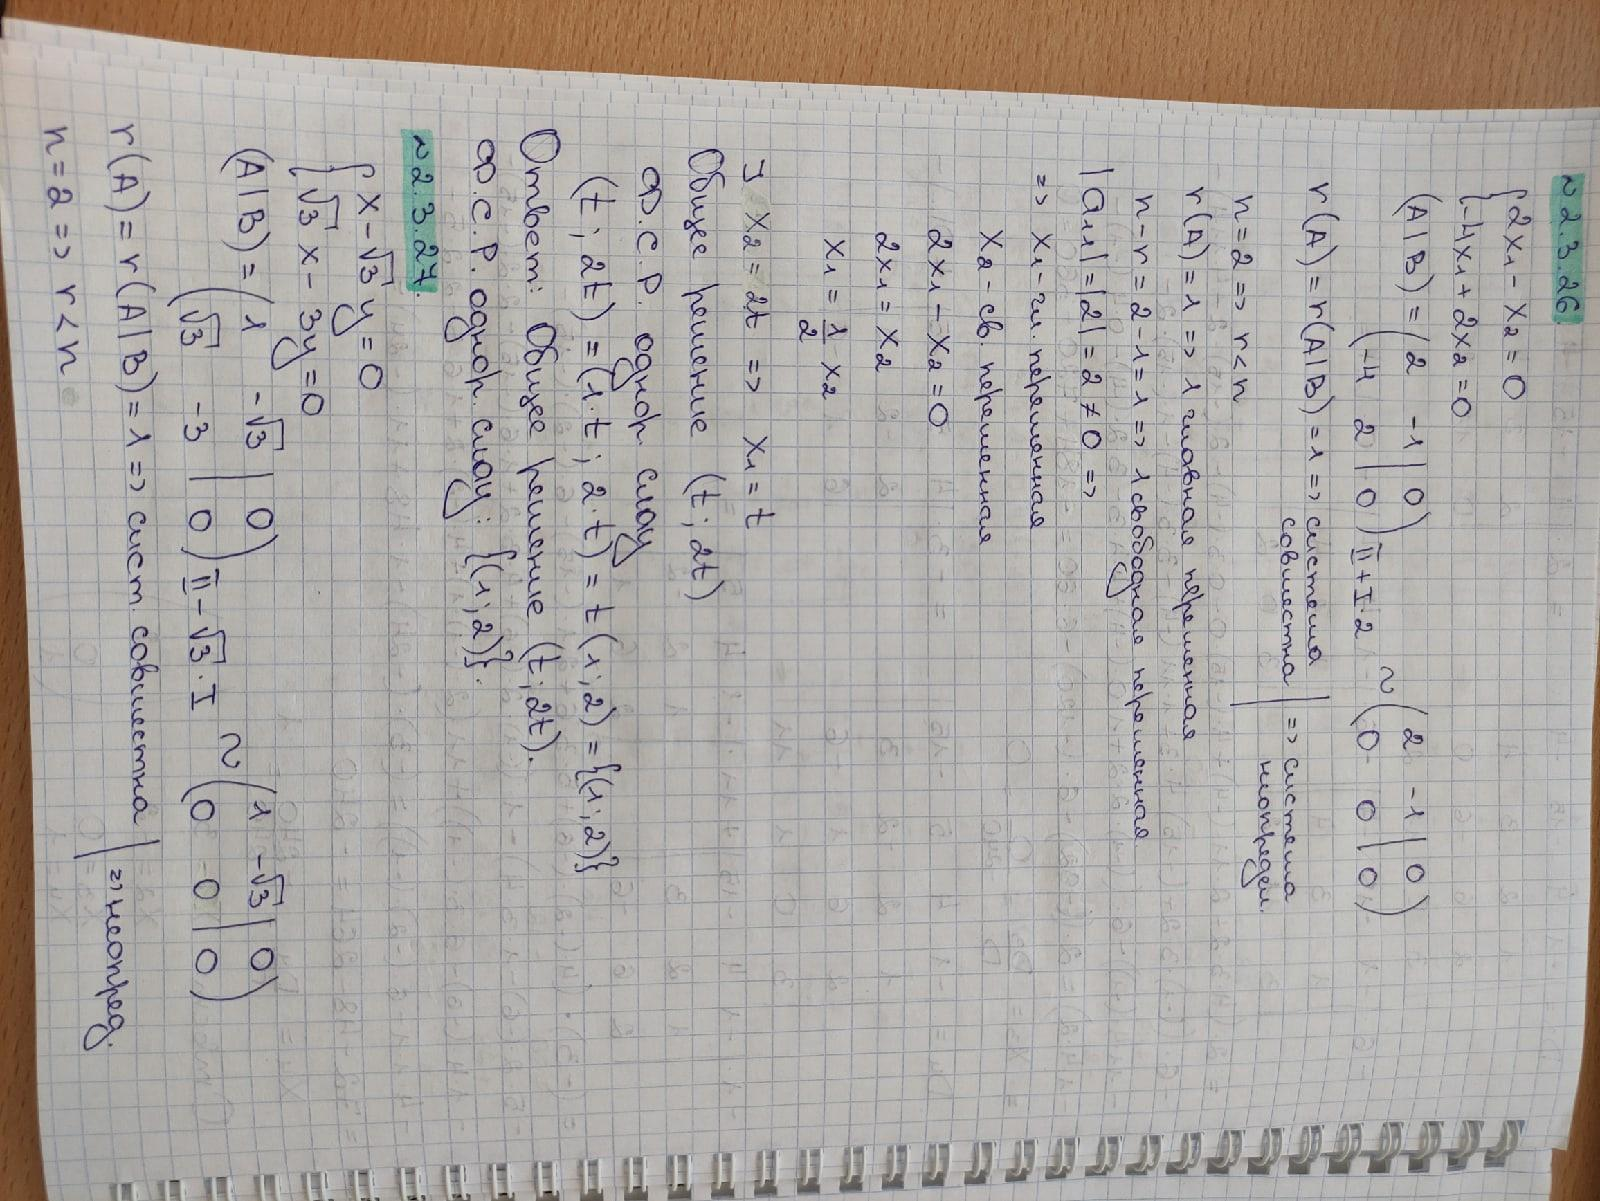 ~ 2.3.26.
{2x₁ - x₂ = 0
{-4x₁ + 2x₂ = 0
(A|B) = (2 -1 | 0) ~ (2 -1 | 0)
(-4 2 | 0) II + I·2 (0 0 | 0)
r(A) = r(A|B) = 1 => система совместна | => система неопредел.
n = 2 => r < n
r(A) = 1 => 1 главная переменная
n - r = 2 - 1 = 1 => 1 свободная переменная
|a₁₁| = |2| = 2 ≠ 0 =>
=> x₁ - гл. переменная
x₂ - св. переменная
2x₁ - x₂ = 0
2x₁ = x₂
x₁ = 1/2 x₂
] x₂ = 2t => x₁ = t
Общее решение (t; 2t)
Ф.С.Р. однор слау
(t; 2t) = (1·t; 2·t) = t(1; 2) = {(1; 2)}
Ответ: Общее решение (t; 2t).
Ф.С.Р. однор. слау: {(1; 2)}.
~ 2.3.27.
{x - √3 y = 0
{√3 x - 3y = 0
(A|B) = (1 -√3 | 0) ~ (1 -√3 | 0)
(√3 -3 | 0) II - √3·I (0 0 | 0)
r(A) = r(A|B) = 1 => сист. совместна | => неопред.
n = 2 => r < n